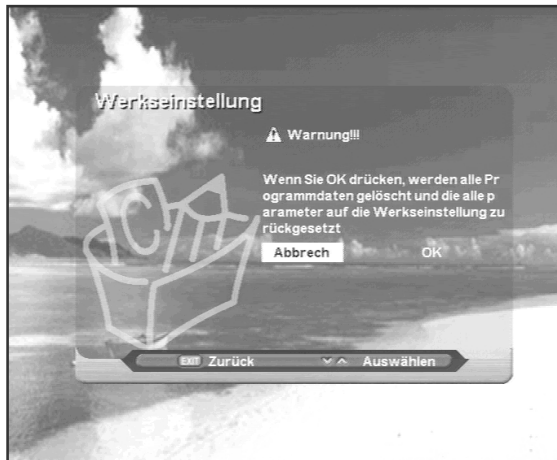 Werkseinstellung
Warnung!!!
Wenn Sie OK drücken, werden alle Pr
ogrammdaten gelöscht und die alle p
arameter auf die Werkseinstellung zu
rückgesetzt
Abbrech OK
EXIT Zurück Auswählen